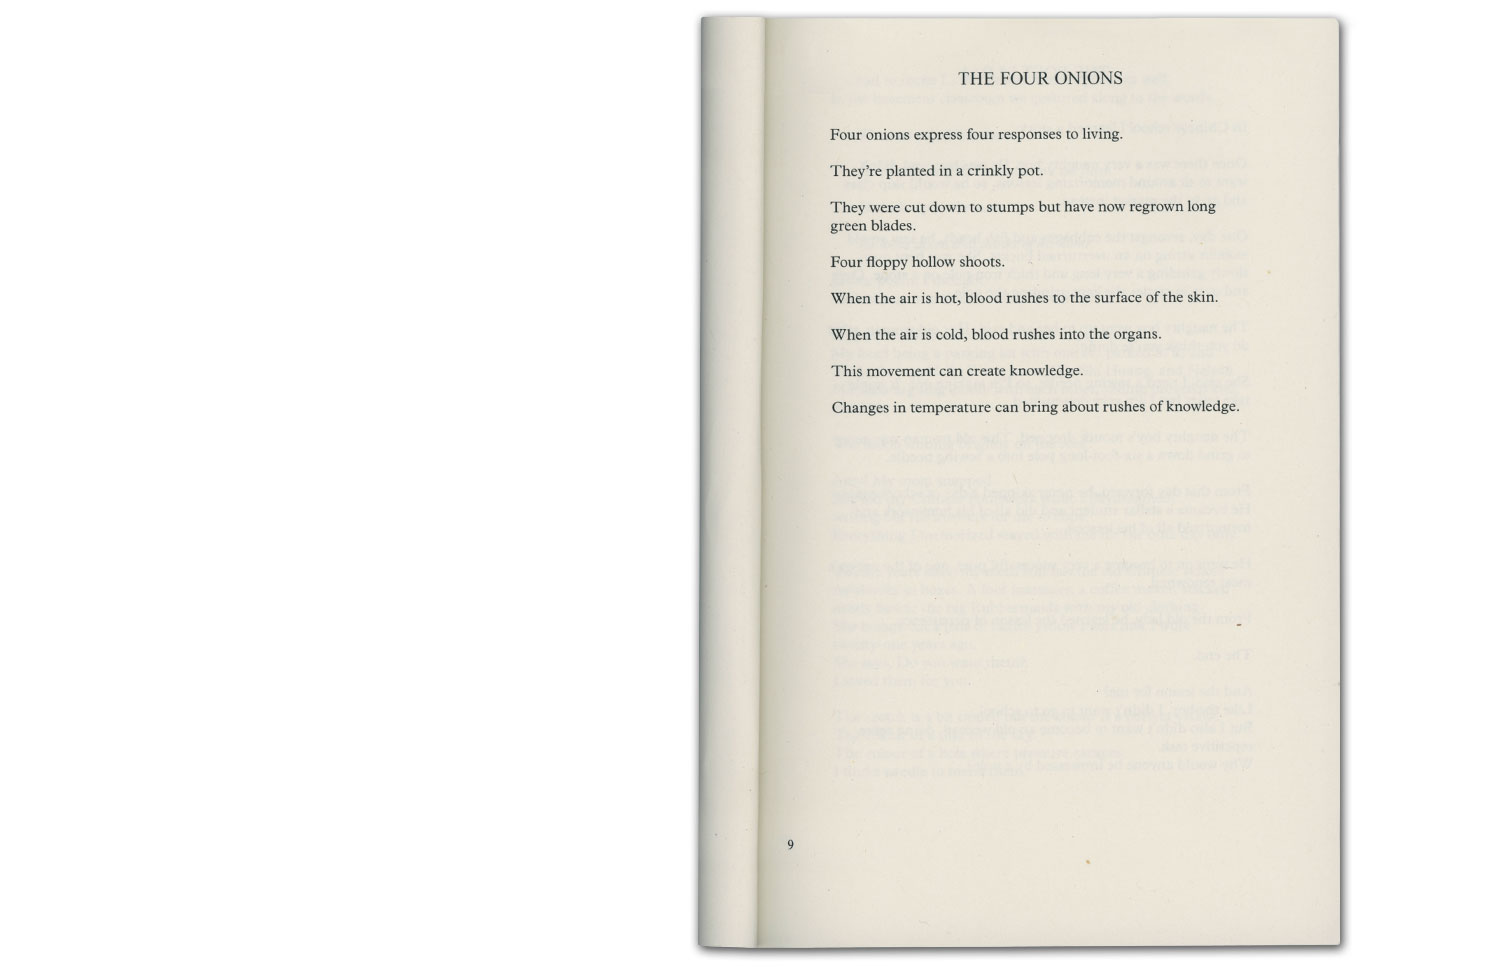 THE FOUR ONIONS
Four onions express four responses to living.
They're planted in a crinkly pot.
They were cut down to stumps but have now regrown long
green blades.
Four floppy hollow shoots.
When the air is hot, blood rushes to the surface of the skin.
When the air is cold, blood rushes into the organs.
This movement can create knowledge.
Changes in temperature can bring about rushes of knowledge.
9